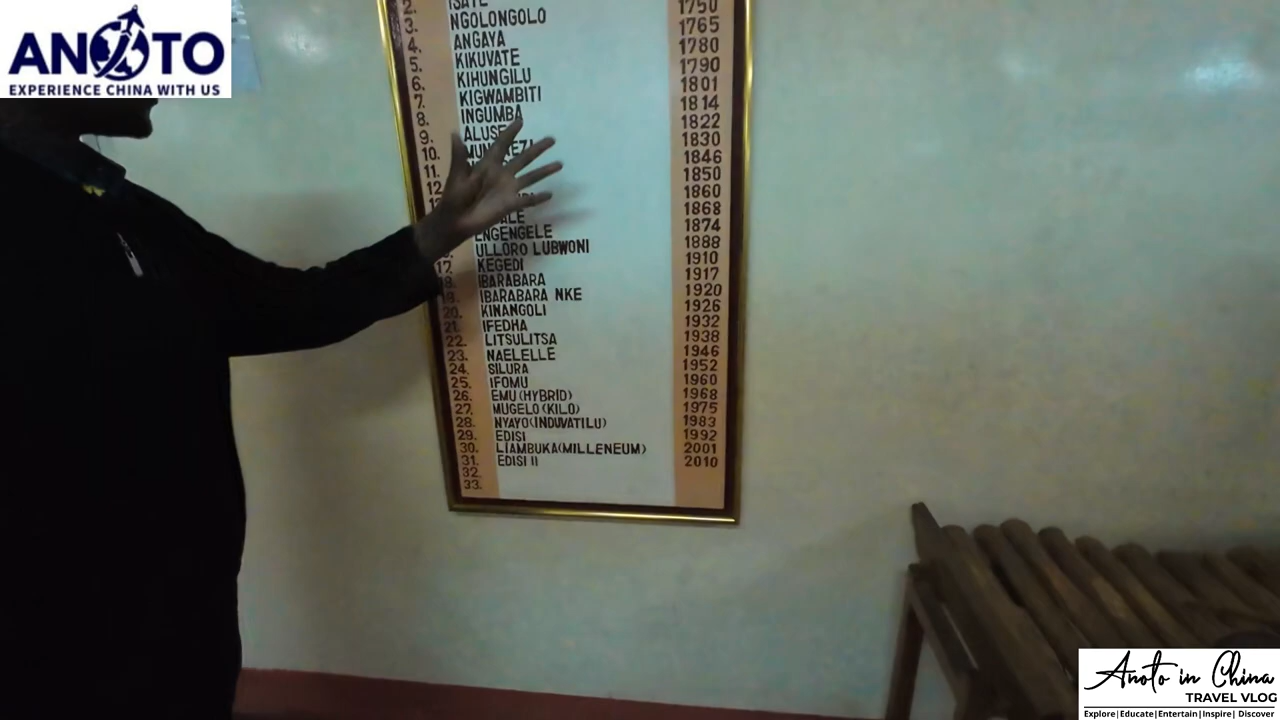 ANOTO
EXPERIENCE CHINA WITH US
2.
3. NGOLONGOLO 1750
4. ANGAYA 1765
5. KIKUVATE 1780
6. KIHUNGILU 1790
7. KIGWAMBITI 1801
8. INGUMBA 1814
9. 1822
10. 1830
11. 1846
12 1850
1860
1868
ENGENGELE 1874
ULLORO LUBWONI 1888
17. KEGEDI 1910
18. IBARABARA 1917
19. IBARABARA NKE 1920
20. KINANGOLI 1926
21. IFEDHA 1932
22. LITSULITSA 1938
23. NAELELLE 1946
24. SILURA 1952
25. IFOMU 1960
26. EMU (HYBRID) 1968
27. MUGELO (KILO) 1975
28. NYAYO (INDUVATILU) 1983
29. EDISI 1992
30. LIAMBUKA (MILLENEUM) 2001
31. EDISI II 2010
32.
33.
Anoto in China
TRAVEL VLOG
Explore|Educate|Entertain|Inspire| Discover